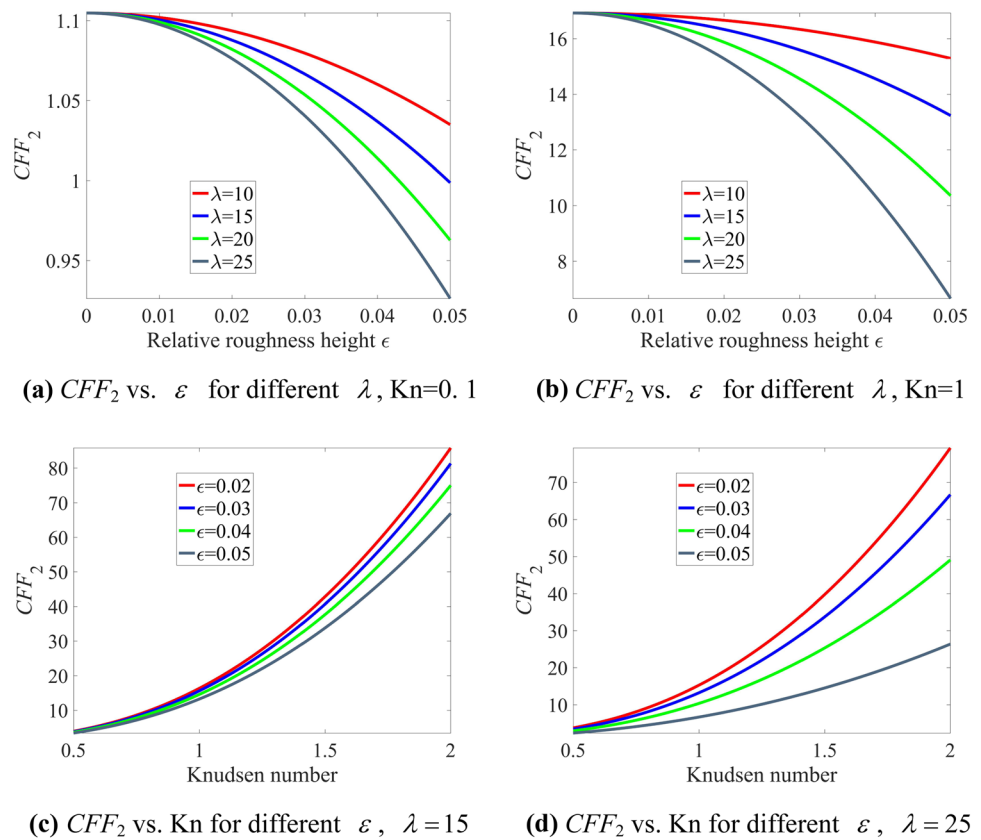 1.1
1.05
1
0.95
CFF2
λ=10
λ=15
λ=20
λ=25
0 0.01 0.02 0.03 0.04 0.05
Relative roughness height ϵ
(a) CFF2 vs. ε for different λ, Kn=0. 1
16
14
12
10
8
CFF2
λ=10
λ=15
λ=20
λ=25
0 0.01 0.02 0.03 0.04 0.05
Relative roughness height ϵ
(b) CFF2 vs. ε for different λ, Kn=1
80
70
60
50
40
30
20
10
CFF2
ϵ=0.02
ϵ=0.03
ϵ=0.04
ϵ=0.05
0.5 1 1.5 2
Knudsen number
(c) CFF2 vs. Kn for different ε, λ=15
70
60
50
40
30
20
10
CFF2
ϵ=0.02
ϵ=0.03
ϵ=0.04
ϵ=0.05
0.5 1 1.5 2
Knudsen number
(d) CFF2 vs. Kn for different ε, λ=25